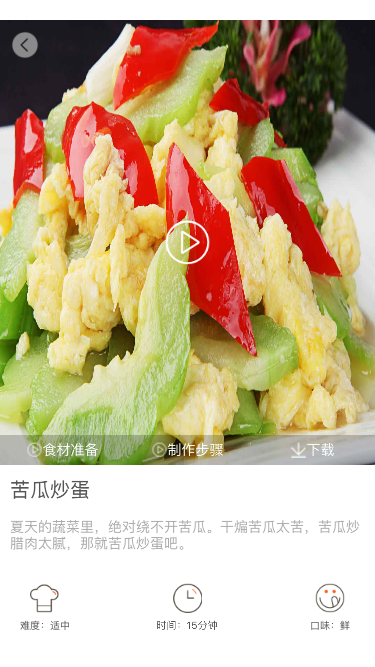 食材准备 制作步骤 下载
苦瓜炒蛋
夏天的蔬菜里，绝对绕不开苦瓜。干煸苦瓜太苦，苦瓜炒
腊肉太腻，那就苦瓜炒蛋吧。
难度：适中 时间：15分钟 口味：鲜